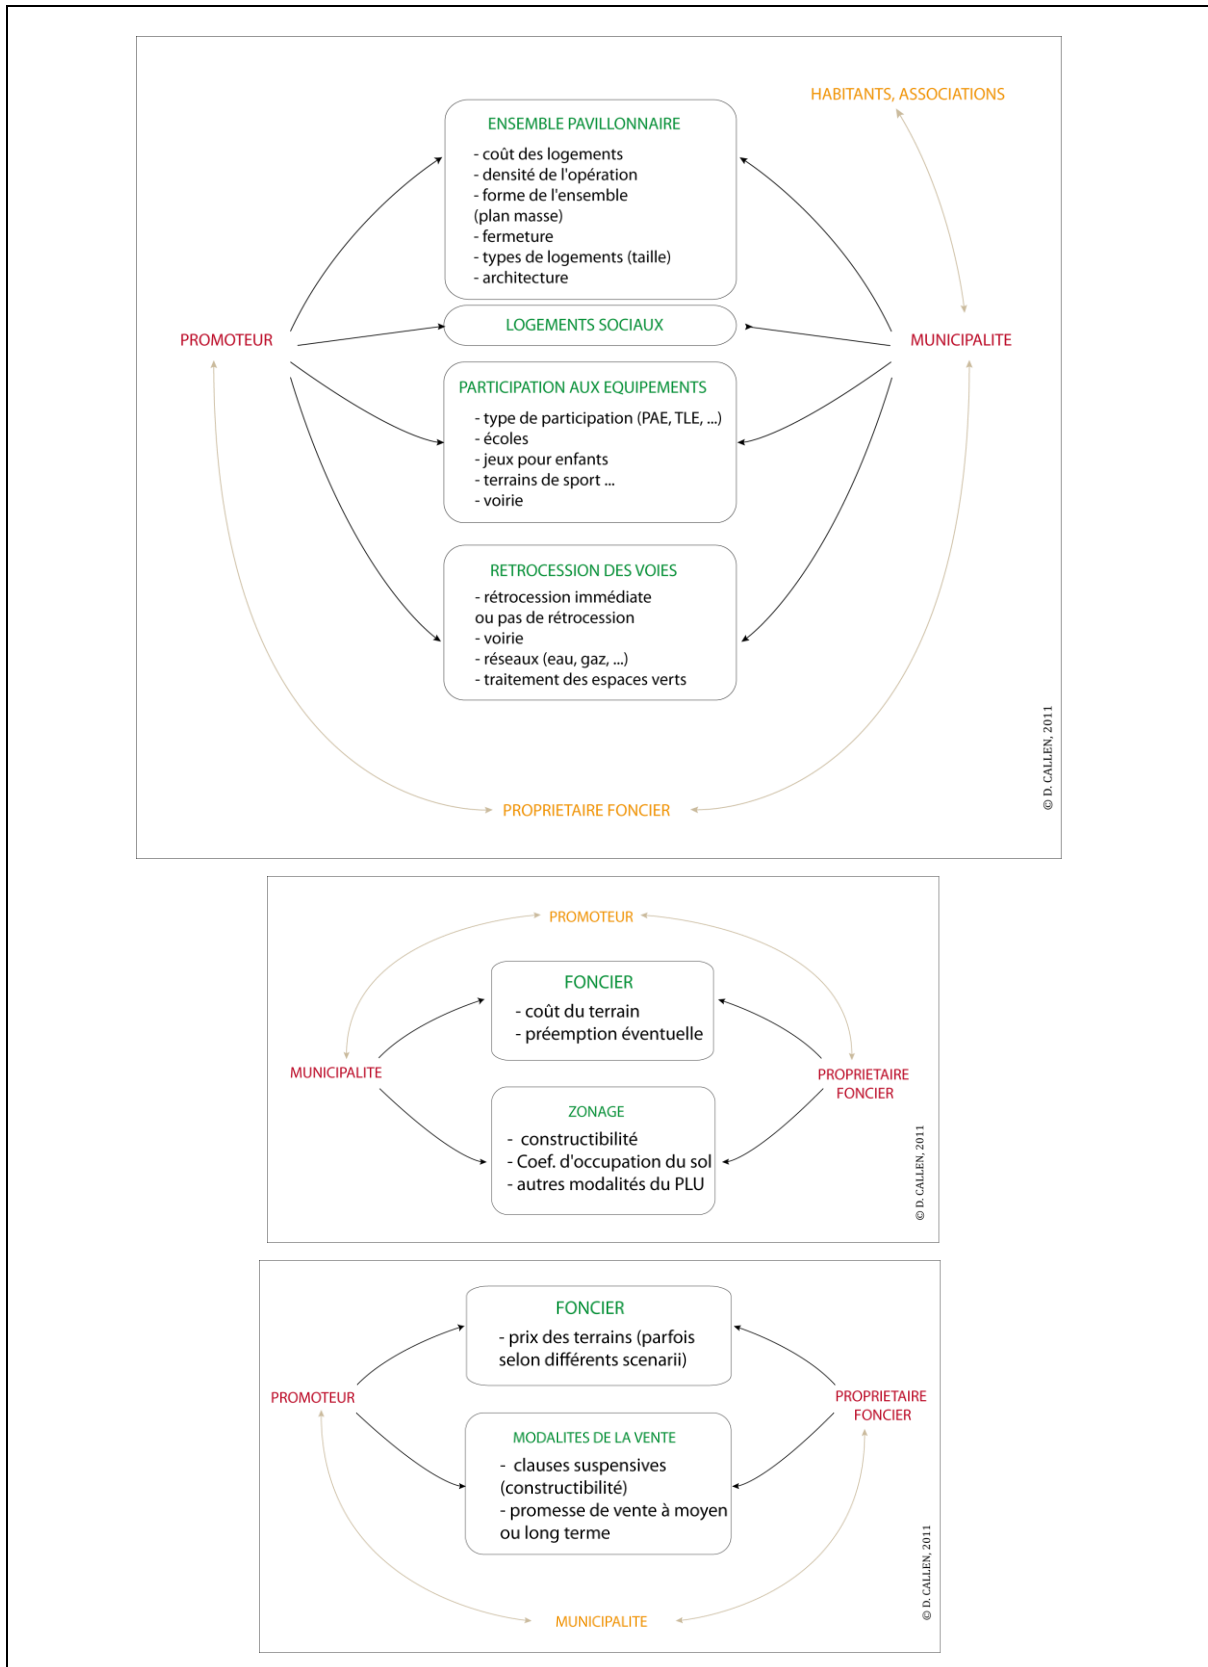 HABITANTS, ASSOCIATIONS
ENSEMBLE PAVILLONNAIRE
- coût des logements
- densité de l'opération
- forme de l'ensemble
(plan masse)
- fermeture
- types de logements (taille)
- architecture
LOGEMENTS SOCIAUX
PROMOTEUR
MUNICIPALITE
PARTICIPATION AUX EQUIPEMENTS
- type de participation (PAE, TLE, ...)
- écoles
- jeux pour enfants
- terrains de sport ...
- voirie
RETROCESSION DES VOIES
- rétrocession immédiate
ou pas de rétrocession
- voirie
- réseaux (eau, gaz, ...)
- traitement des espaces verts
PROPRIETAIRE FONCIER
© D. CALLEN, 2011
PROMOTEUR
FONCIER
- coût du terrain
- préemption éventuelle
MUNICIPALITE
PROPRIETAIRE
FONCIER
ZONAGE
- constructibilité
- Coef. d'occupation du sol
- autres modalités du PLU
© D. CALLEN, 2011
FONCIER
- prix des terrains (parfois
selon différents scenarii)
PROMOTEUR
PROPRIETAIRE
FONCIER
MODALITES DE LA VENTE
- clauses suspensives
(constructibilité)
- promesse de vente à moyen
ou long terme
MUNICIPALITE
© D. CALLEN, 2011